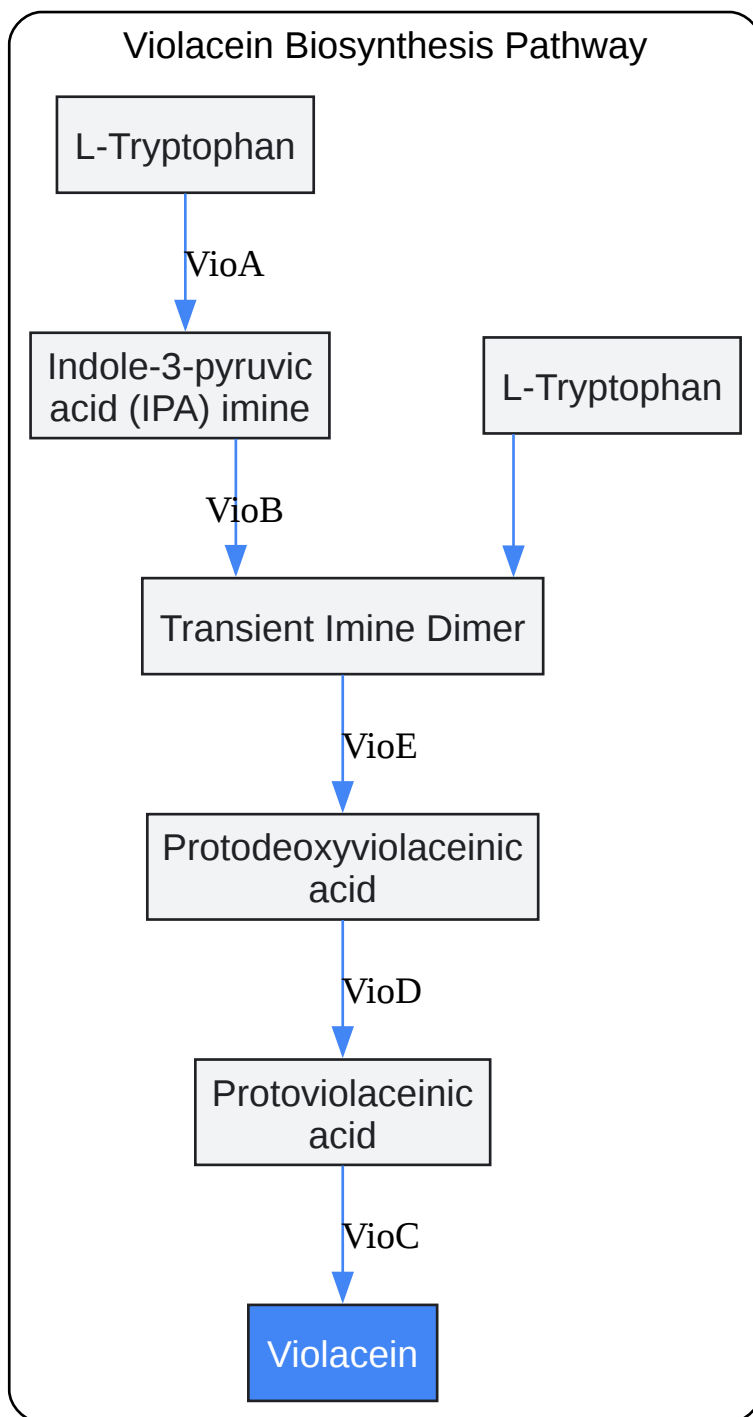 Violacein Biosynthesis Pathway
L-Tryptophan
VioA
Indole-3-pyruvic
acid (IPA) imine
L-Tryptophan
VioB
Transient Imine Dimer
VioE
Protodeoxyviolaceinic
acid
VioD
Protoviolaceinic
acid
VioC
Violacein